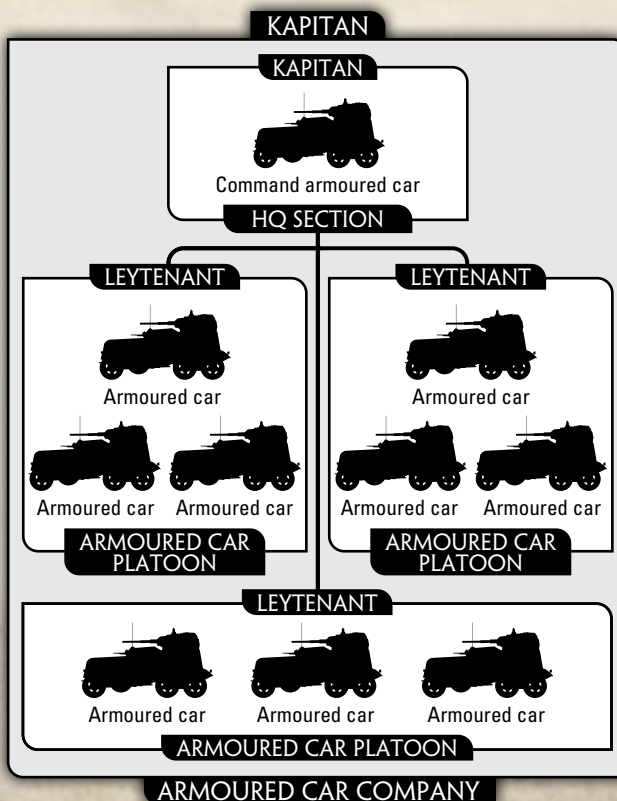 KAPITAN
KAPITAN
Command armoured car
HQ SECTION
LEYTENANT
Armoured car
Armoured car Armoured car
ARMOURED CAR
PLATOON
LEYTENANT
Armoured car
Armoured car Armoured car
ARMOURED CAR
PLATOON
LEYTENANT
Armoured car Armoured car Armoured car
ARMOURED CAR PLATOON
ARMOURED CAR COMPANY